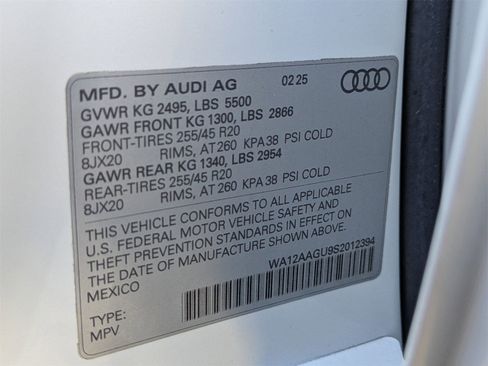 MFD. BY AUDI AG 02 25
GVWR KG 2495, LBS 5500
GAWR FRONT KG 1300, LBS 2866
FRONT-TIRES 255/45 R20
8JX20 RIMS, AT 260 KPA 38 PSI COLD
GAWR REAR KG 1340, LBS 2954
REAR-TIRES 255/45 R20
8JX20 RIMS, AT 260 KPA 38 PSI COLD
THIS VEHICLE CONFORMS TO ALL APPLICABLE
U.S. FEDERAL MOTOR VEHICLE SAFETY AND
THEFT PREVENTION STANDARDS IN EFFECT ON
THE DATE OF MANUFACTURE SHOWN ABOVE.
MEXICO
WA12AAGU9S2012394
TYPE:
MPV